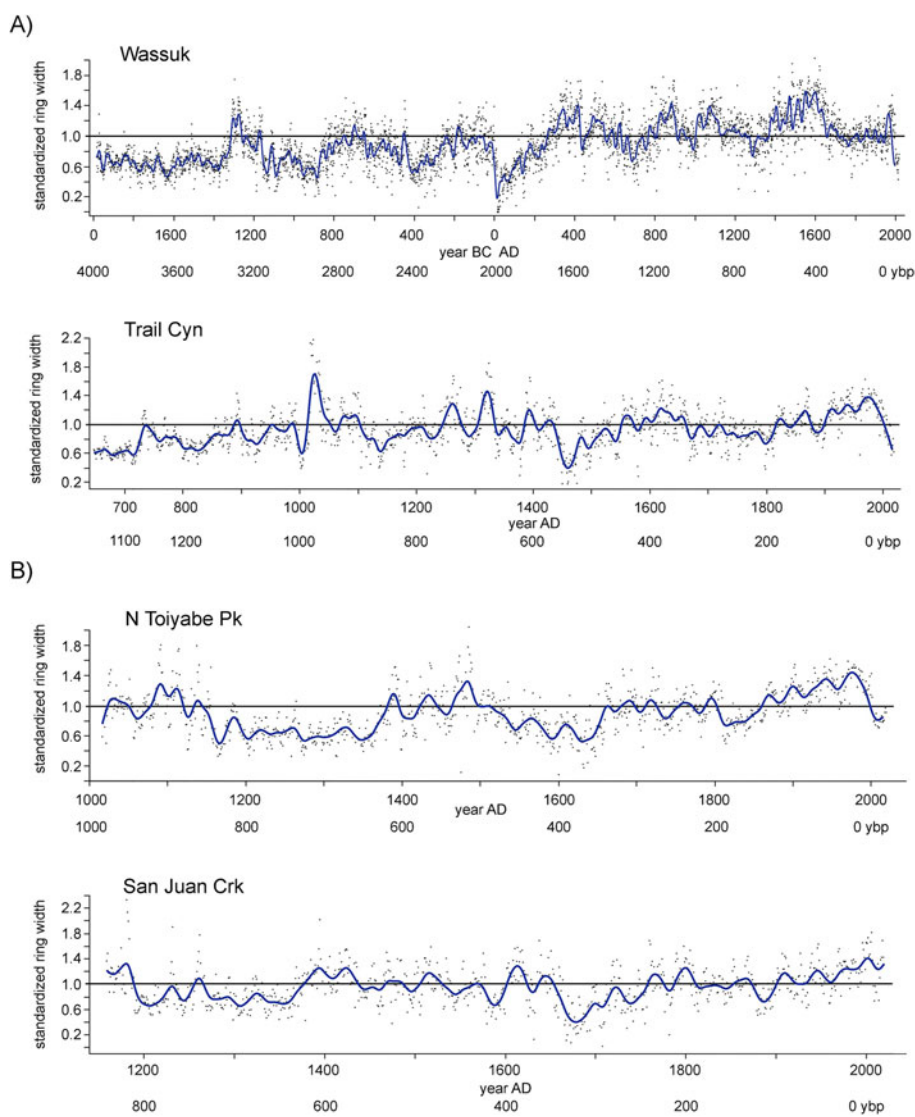 A)
Wassuk
standardized ring width
1.8
1.4
1.0
0.6
0.2
0 1600 1200 800 400 0 400 800 1200 1600 2000
year BC AD
4000 3600 3200 2800 2400 2000 1600 1200 800 400 0 ybp
Trail Cyn
standardized ring width
2.2
1.8
1.4
1.0
0.6
0.2
700 800 1000 1200 1400 1600 1800 2000
year AD
1100 1200 1000 800 600 400 200 0 ybp
B)
N Toiyabe Pk
standardized ring width
1.8
1.4
1.0
0.6
0.2
1000 1200 1400 1600 1800 2000
year AD
1000 800 600 400 200 0 ybp
San Juan Crk
standardized ring width
2.2
1.8
1.4
1.0
0.6
0.2
1200 1400 1600 1800 2000
year AD
800 600 400 200 0 ybp